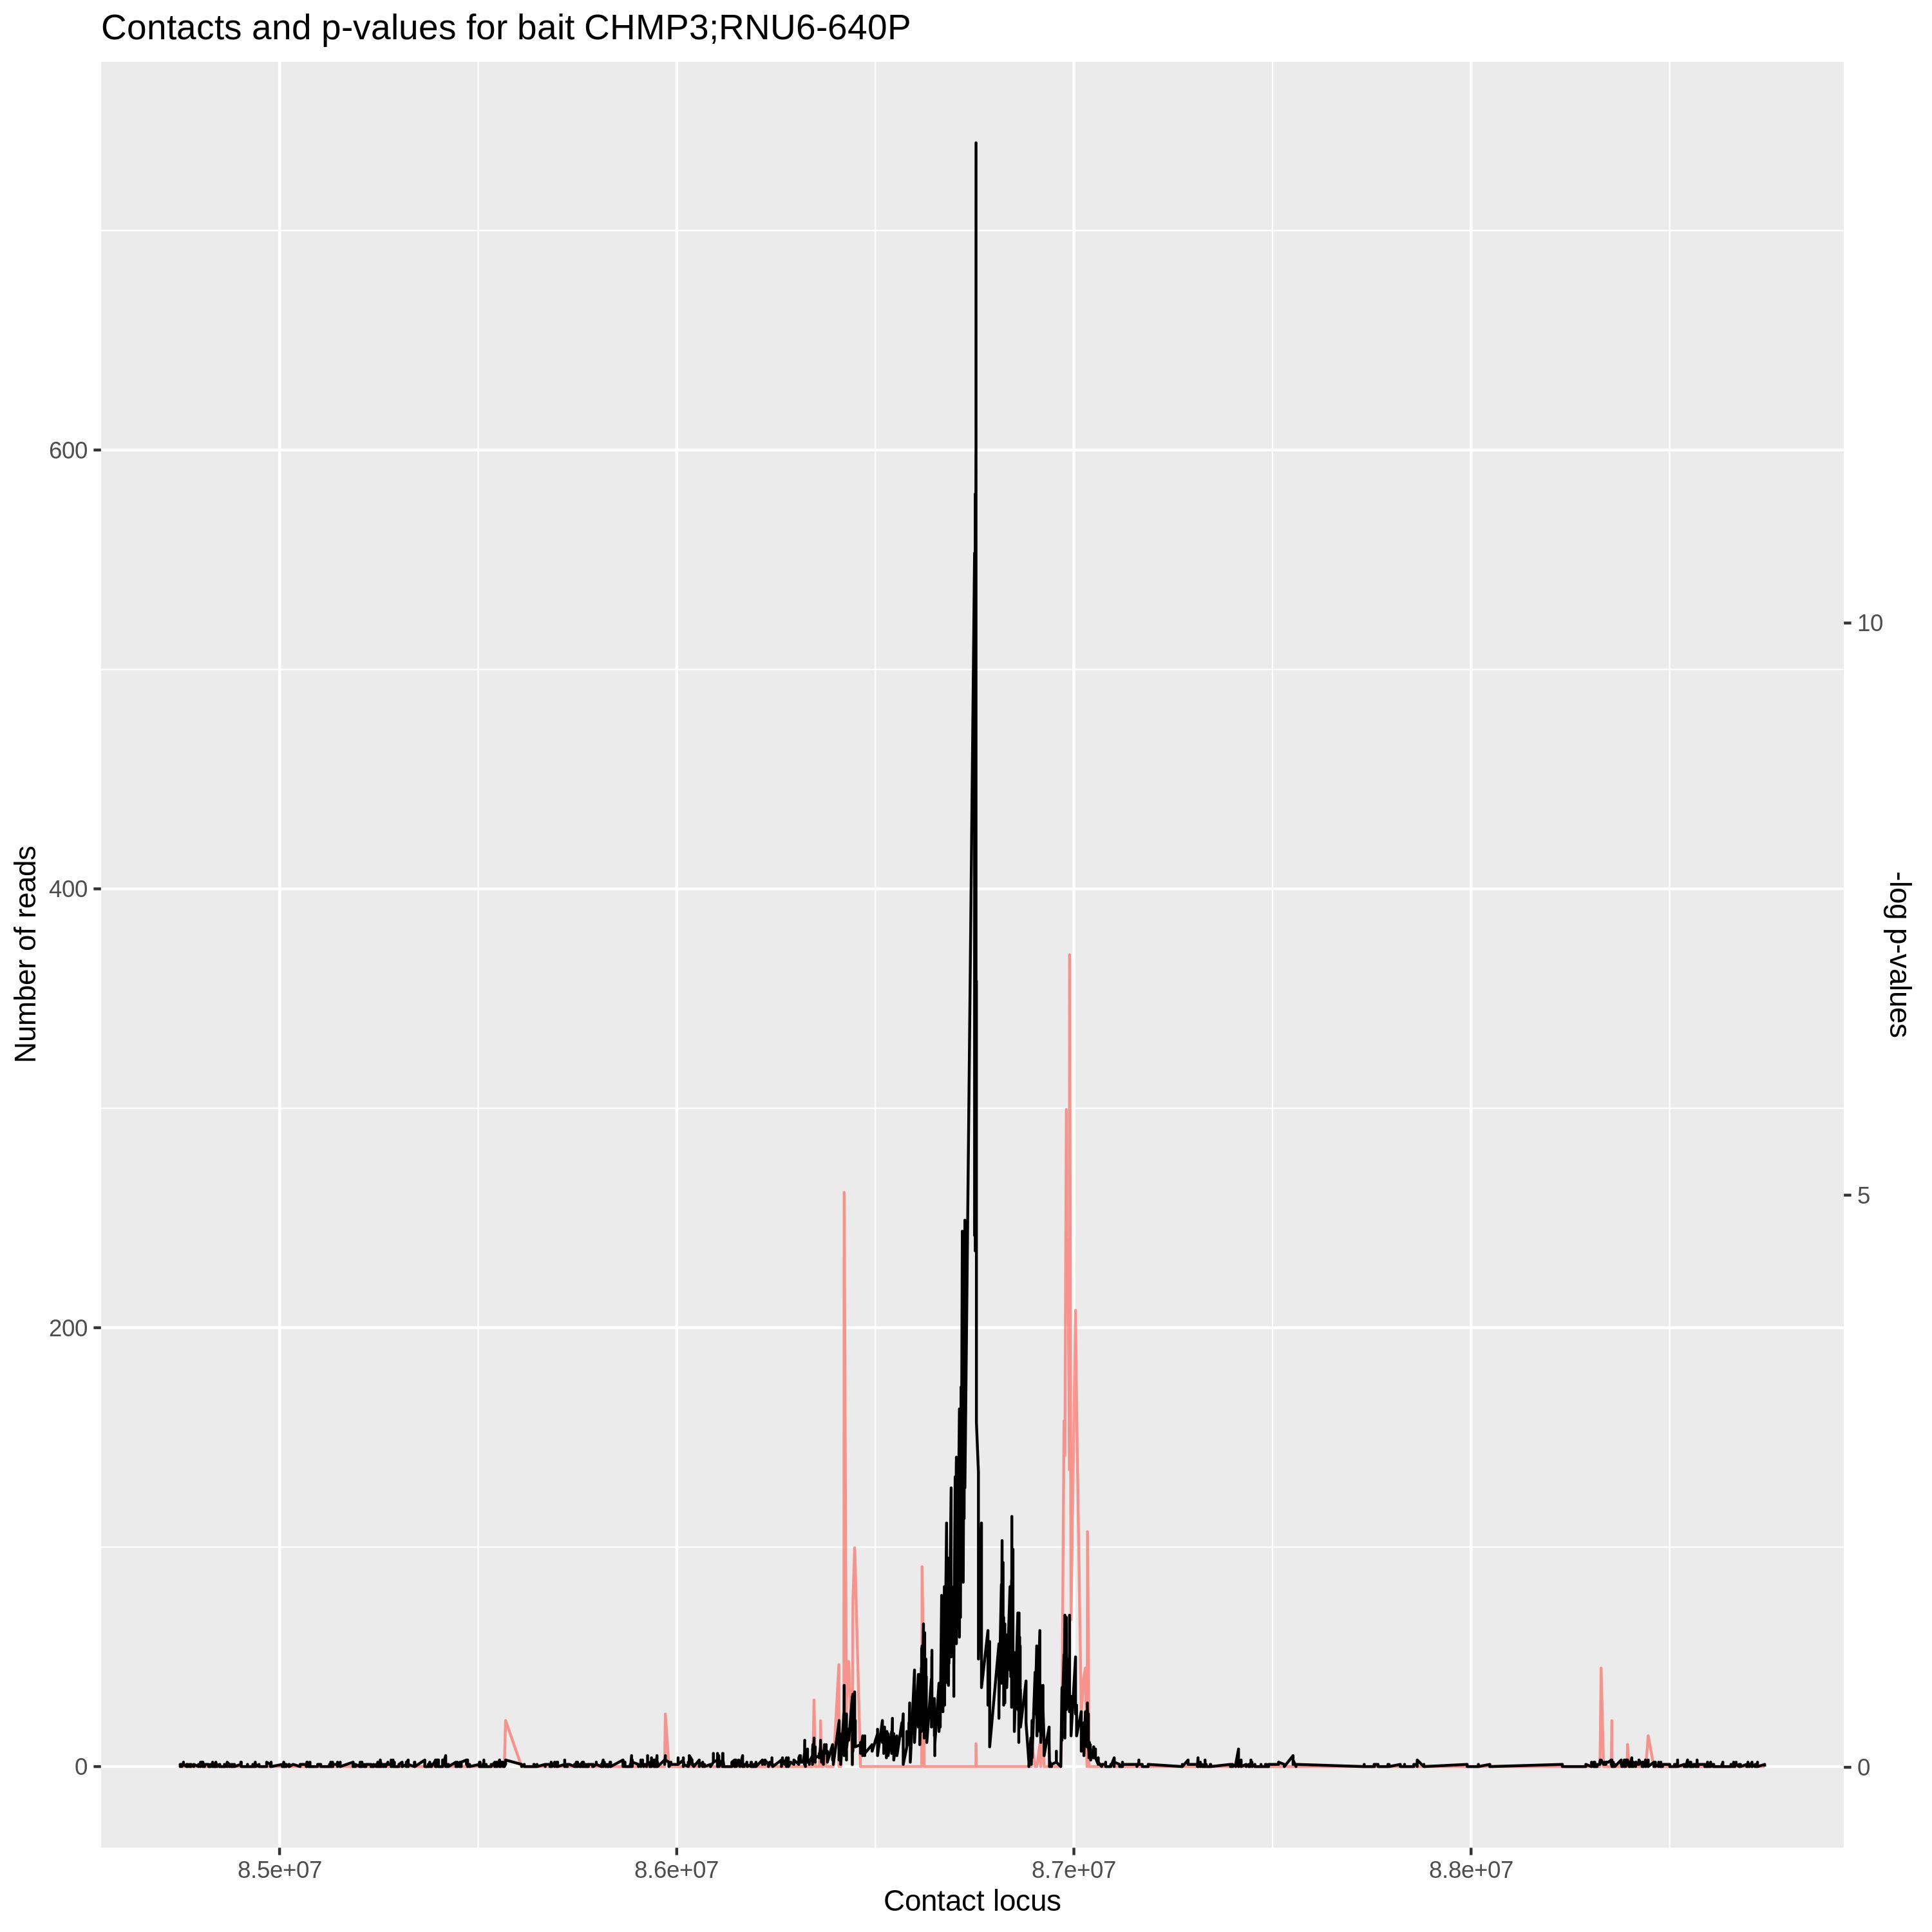 Contacts and p-values for bait CHMP3;RNU6-640P
Number of reads
600
400
200
0
-log p-values
10
5
0
8.5e+07
8.6e+07
8.7e+07
8.8e+07
Contact locus